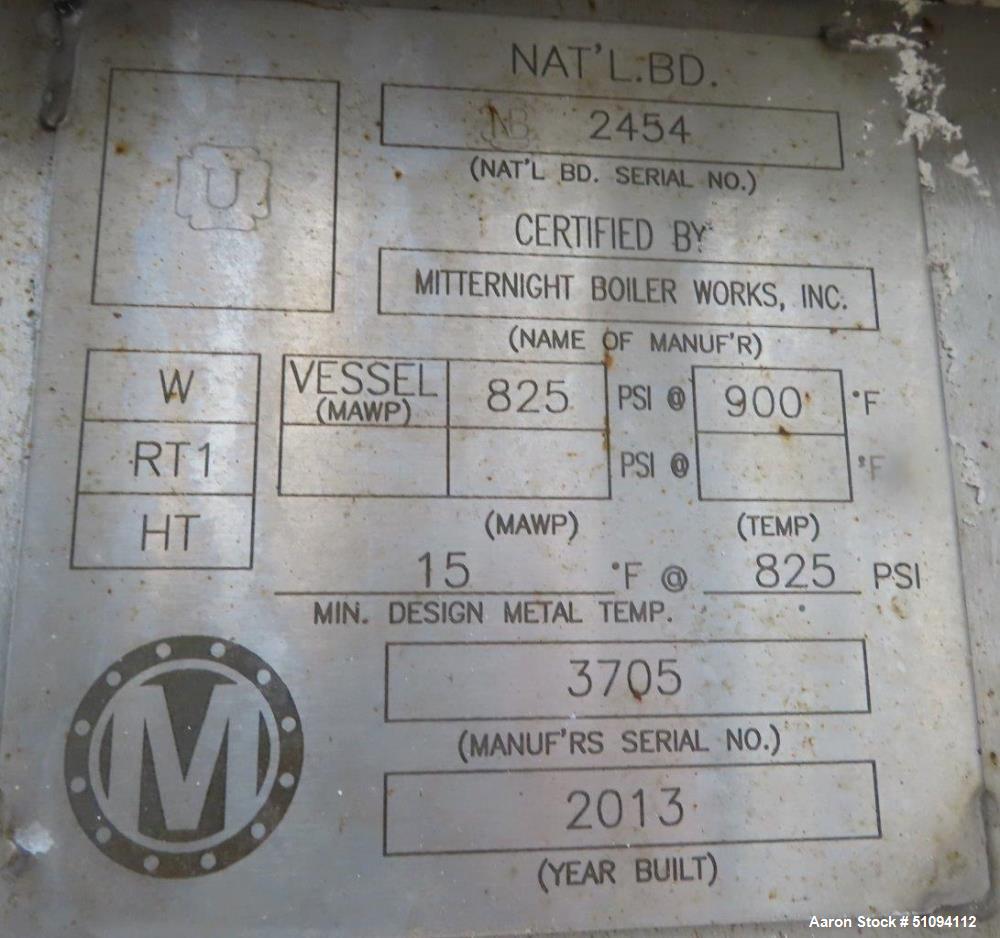 NAT'L.BD.
NB 2454
(NAT'L BD. SERIAL NO.)
U
CERTIFIED BY
MITTERNIGHT BOILER WORKS, INC.
(NAME OF MANUF'R)
W
RT1
HT
VESSEL 825 PSI @ 900 °F
(MAWP)
PSI @ °F
(MAWP) (TEMP)
15 °F @ 825 PSI
MIN. DESIGN METAL TEMP.
M
3705
(MANUF'RS SERIAL NO.)
2013
(YEAR BUILT)
Aaron Stock # 51094112